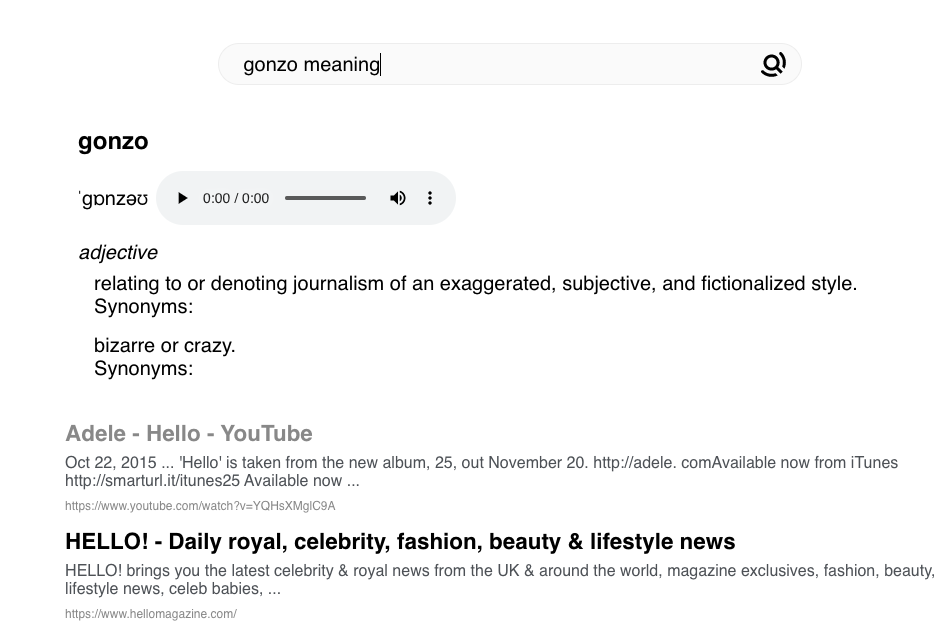 gonzo meaning
gonzo
ˈɡɒnzəʊ
0:00 / 0:00
adjective
relating to or denoting journalism of an exaggerated, subjective, and fictionalized style.
Synonyms:
bizarre or crazy.
Synonyms:
Adele - Hello - YouTube
Oct 22, 2015 ... 'Hello' is taken from the new album, 25, out November 20. http://adele. comAvailable now from iTunes
http://smarturl.it/itunes25 Available now ...
https://www.youtube.com/watch?v=YQHsXMglC9A
HELLO! - Daily royal, celebrity, fashion, beauty & lifestyle news
HELLO! brings you the latest celebrity & royal news from the UK & around the world, magazine exclusives, fashion, beauty,
lifestyle news, celeb babies, ...
https://www.hellomagazine.com/